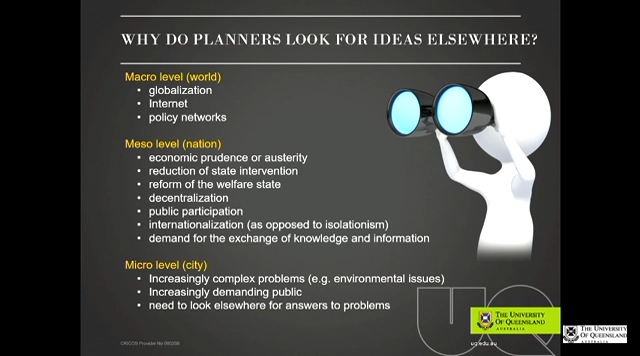 WHY DO PLANNERS LOOK FOR IDEAS ELSEWHERE?
Macro level (world)
• globalization
• Internet
• policy networks
Meso level (nation)
• economic prudence or austerity
• reduction of state intervention
• reform of the welfare state
• decentralization
• public participation
• internationalization (as opposed to isolationism)
• demand for the exchange of knowledge and information
Micro level (city)
• Increasingly complex problems (e.g. environmental issues)
• Increasingly demanding public
• need to look elsewhere for answers to problems
UQ
THE UNIVERSITY
OF QUEENSLAND
AUSTRALIA
THE UNIVERSITY
OF QUEENSLAND
AUSTRALIA
CRICOS Provider No
uq.edu.au